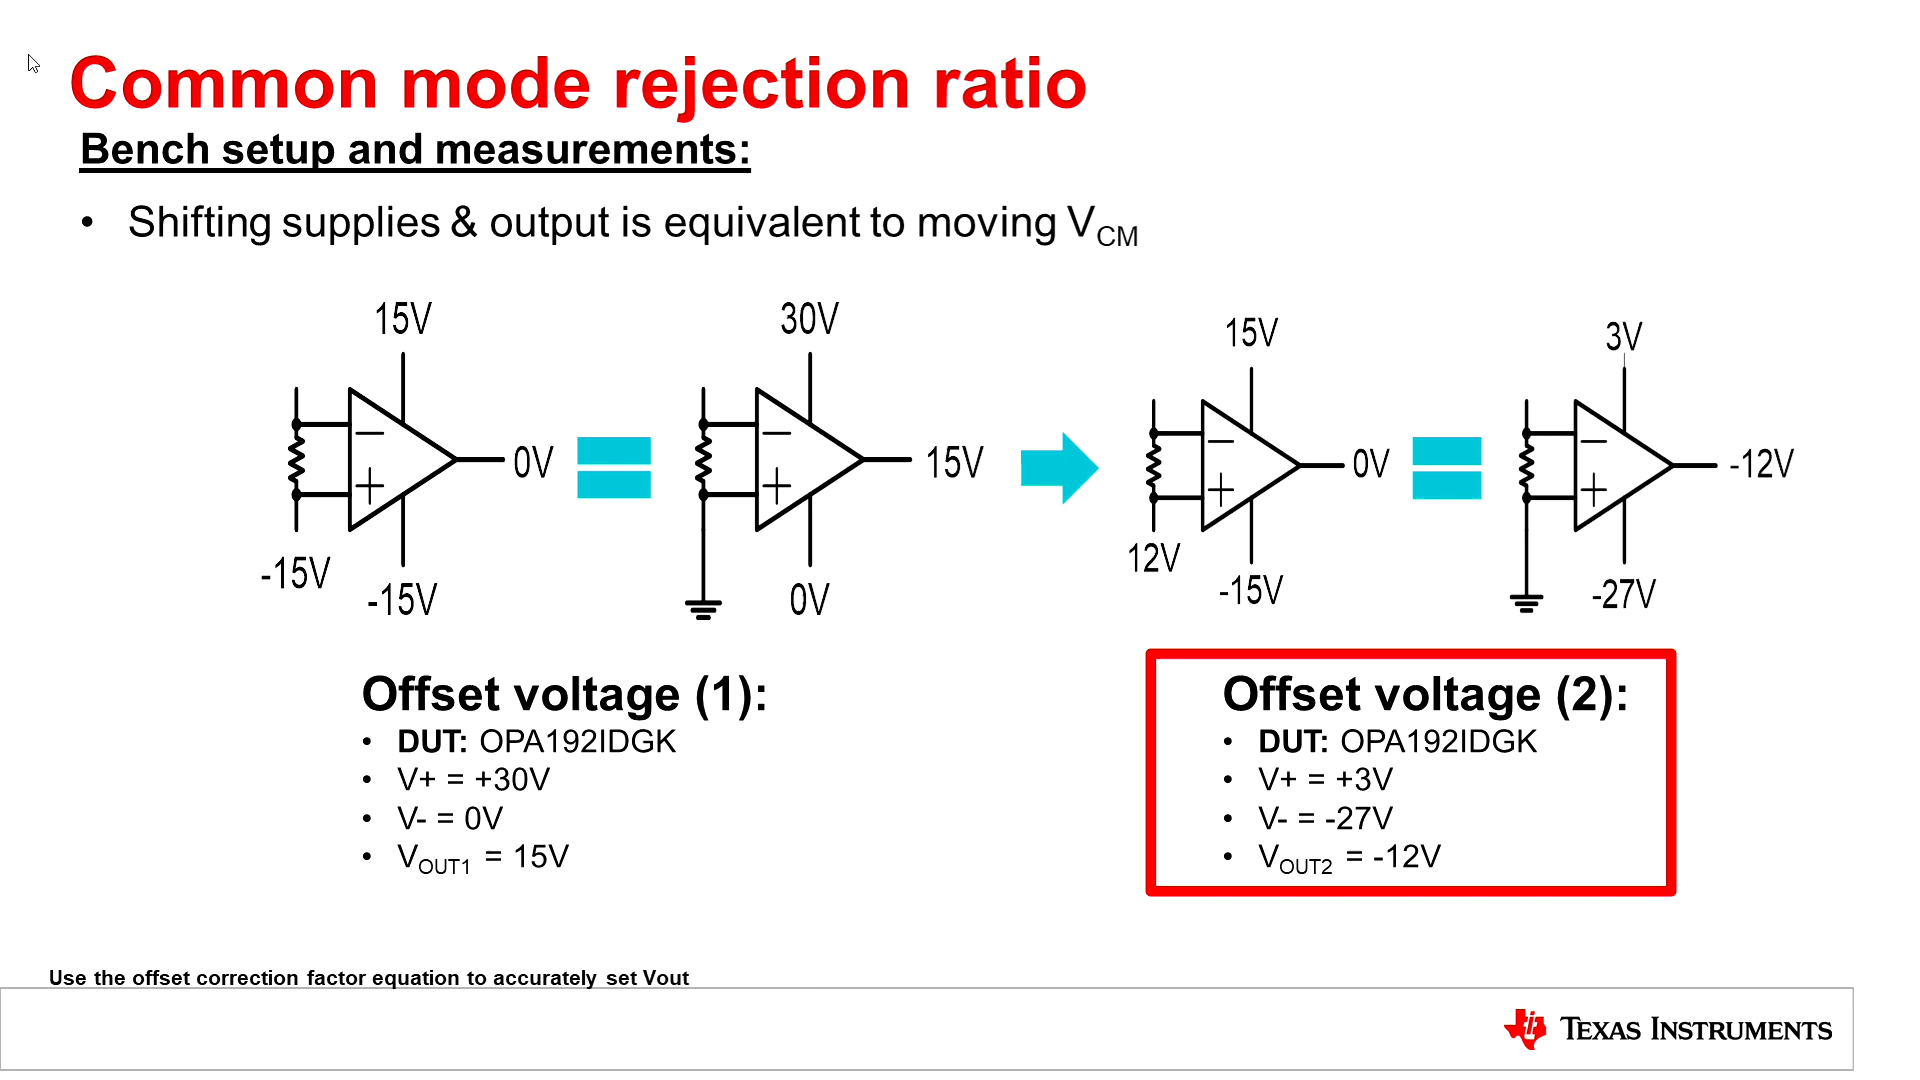 Common mode rejection ratio
Bench setup and measurements:
• Shifting supplies & output is equivalent to moving VCM
15V
−
+
0V
-15V
-15V
30V
−
+
15V
0V
15V
−
+
0V
12V
-15V
3V
−
+
-12V
-27V
Offset voltage (1):
• DUT: OPA192IDGK
• V+ = +30V
• V- = 0V
• VOUT1 = 15V
Offset voltage (2):
• DUT: OPA192IDGK
• V+ = +3V
• V- = -27V
• VOUT2 = -12V
Use the offset correction factor equation to accurately set Vout
TEXAS INSTRUMENTS